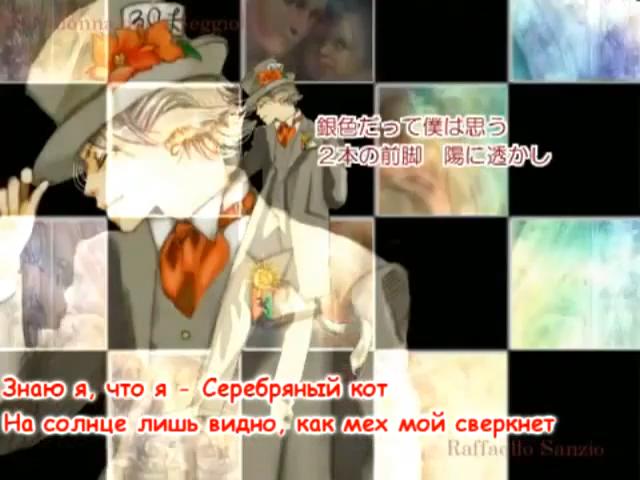 30£
銀色だって僕は思う
2本の前脚 陽に透かし
Знаю я, что я - Серебряный кот
На солнце лишь видно, как мех мой сверкнет
Raffaello Sanzio